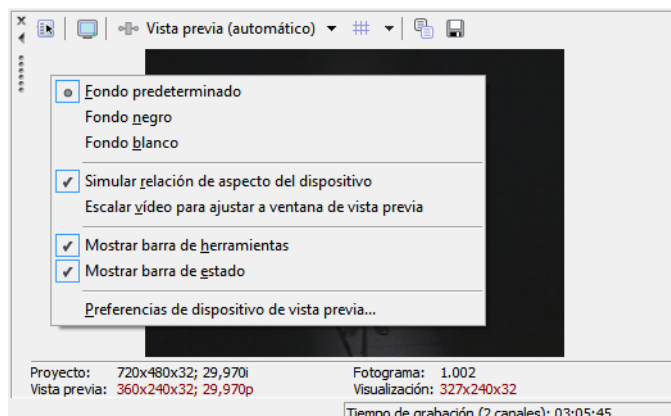 Vista previa (automático)
Fondo predeterminado
Fondo negro
Fondo blanco
Simular relación de aspecto del dispositivo
Escalar vídeo para ajustar a ventana de vista previa
Mostrar barra de herramientas
Mostrar barra de estado
Preferencias de dispositivo de vista previa...
Proyecto: 720x480x32; 29,970i Fotograma: 1.002
Vista previa: 360x240x32; 29,970p Visualización: 327x240x32
Tiempo de grabación (2 canales): 03:05:45